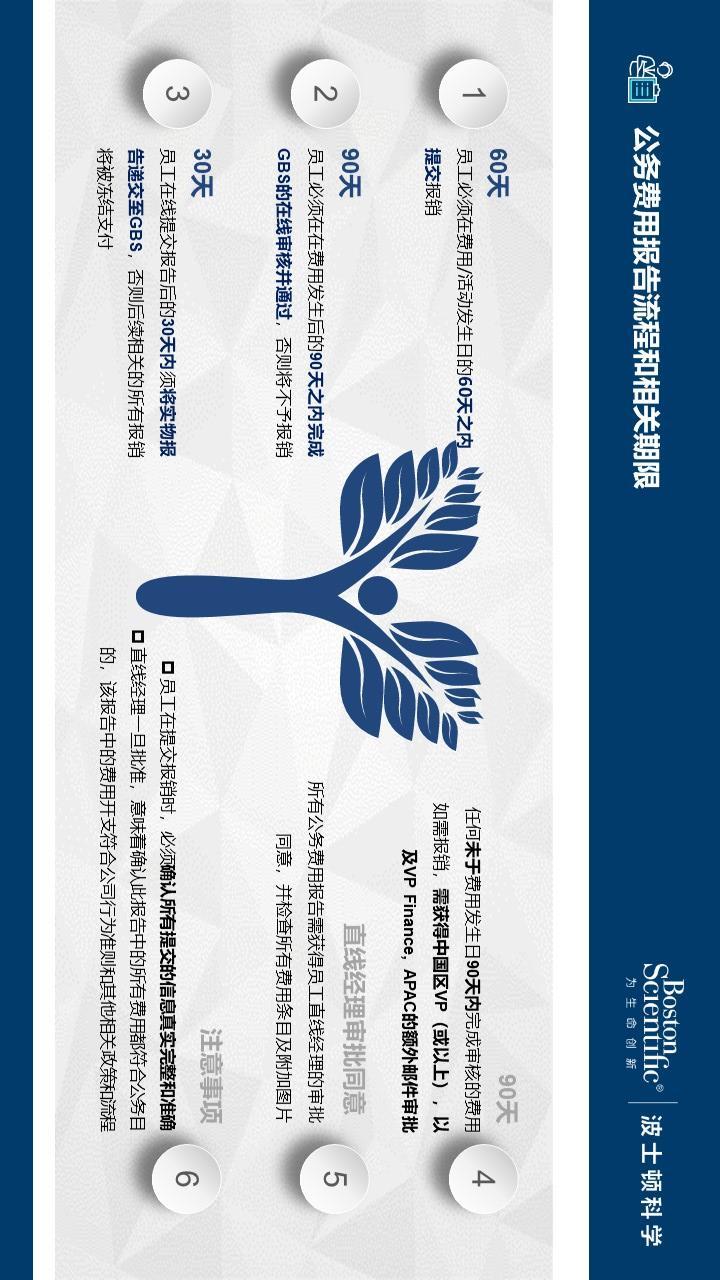 公务费用报告流程和相关期限
Boston
Scientific®
为生命创新
波士顿科学
1
60天
员工必须在费用/活动发生日的60天之内
提交报销
2
90天
员工必须在在费用发生后的90天之内完成
GBS的在线审核并通过，否则将不予报销
3
30天
员工在线提交报告后的30天内须将实物报
告递交至GBS，否则后续相关的所有报销
将被冻结支付
4
90天
任何未于费用发生日90天内完成审核的费用
如需报销，需获得中国区VP（或以上），以
及VP Finance，APAC的额外邮件审批
5
直线经理审批同意
所有公务费用报告需获得员工直线经理的审批
同意，并检查所有费用条目及附加图片
6
注意事项
员工在提交报销时，必须确认所有提交的信息真实完整和准确
直线经理一旦批准，意味着确认此报告中的所有费用都符合公务目
的，该报告中的费用开支符合公司行为准则和其他相关政策和流程